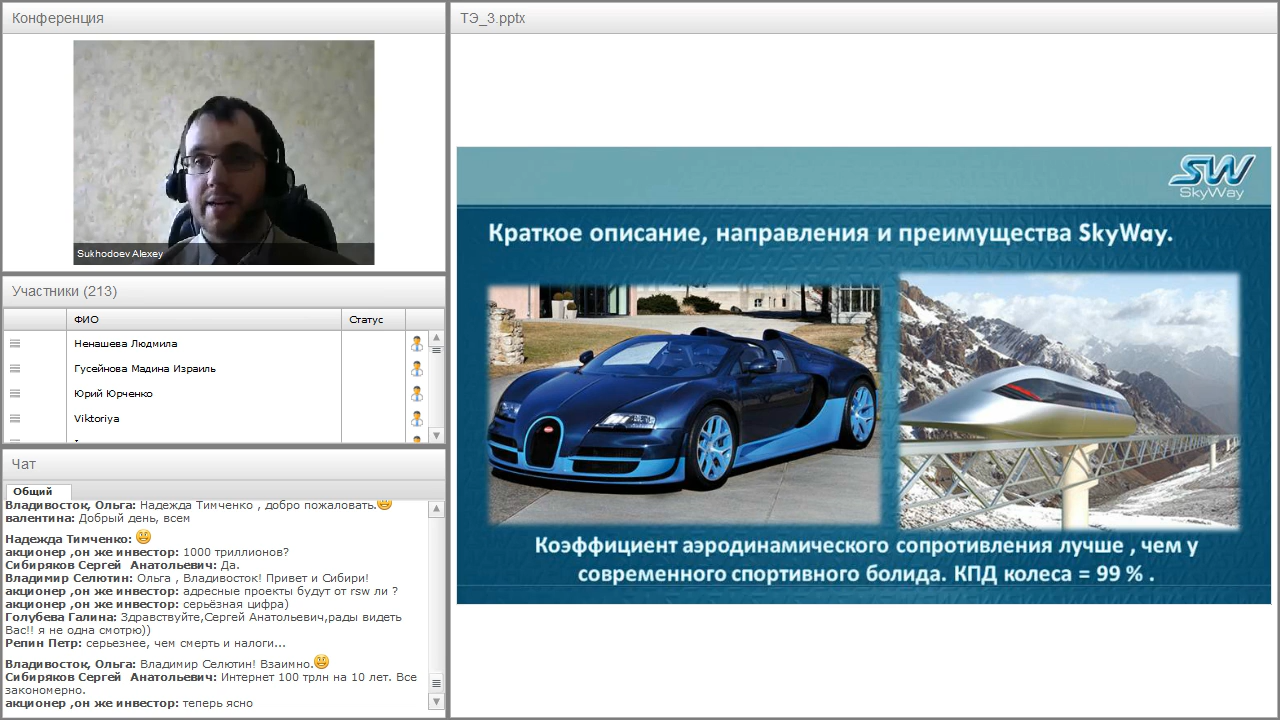 Конференция
Sukhodoev Alexey
Участники (213)
ФИО
Статус
Ненашева Людмила
Гусейнова Мадина Израиль
Юрий Юрченко
Viktoriya
Чат
Общий
Владивосток, Ольга: Надежда Тимченко , добро пожаловать.
валентина: Добрый день, всем
Надежда Тимченко:
акционер ,он же инвестор: 1000 триллионов?
Сибиряков Сергей  Анатольевич: Да.
Владимир Селютин: Ольга , Владивосток! Привет и Сибири!
акционер ,он же инвестор: адресные проекты будут от rsw ли ?
акционер ,он же инвестор: серьёзная цифра)
Голубева Галина: Здравствуйте,Сергей Анатольевич,рады видеть
Вас!! я не одна смотрю))
Репин Петр: серьезнее, чем смерть и налоги...
Владивосток, Ольга: Владимир Селютин! Взаимно.
Сибиряков Сергей  Анатольевич: Интернет 100 трлн на 10 лет. Все
закономерно.
акционер ,он же инвестор: теперь ясно
ТЭ_3.pptx
SW
SkyWay
Краткое описание, направления и преимущества SkyWay.
Коэффициент аэродинамического сопротивления лучше , чем у
современного спортивного болида. КПД колеса = 99 % .